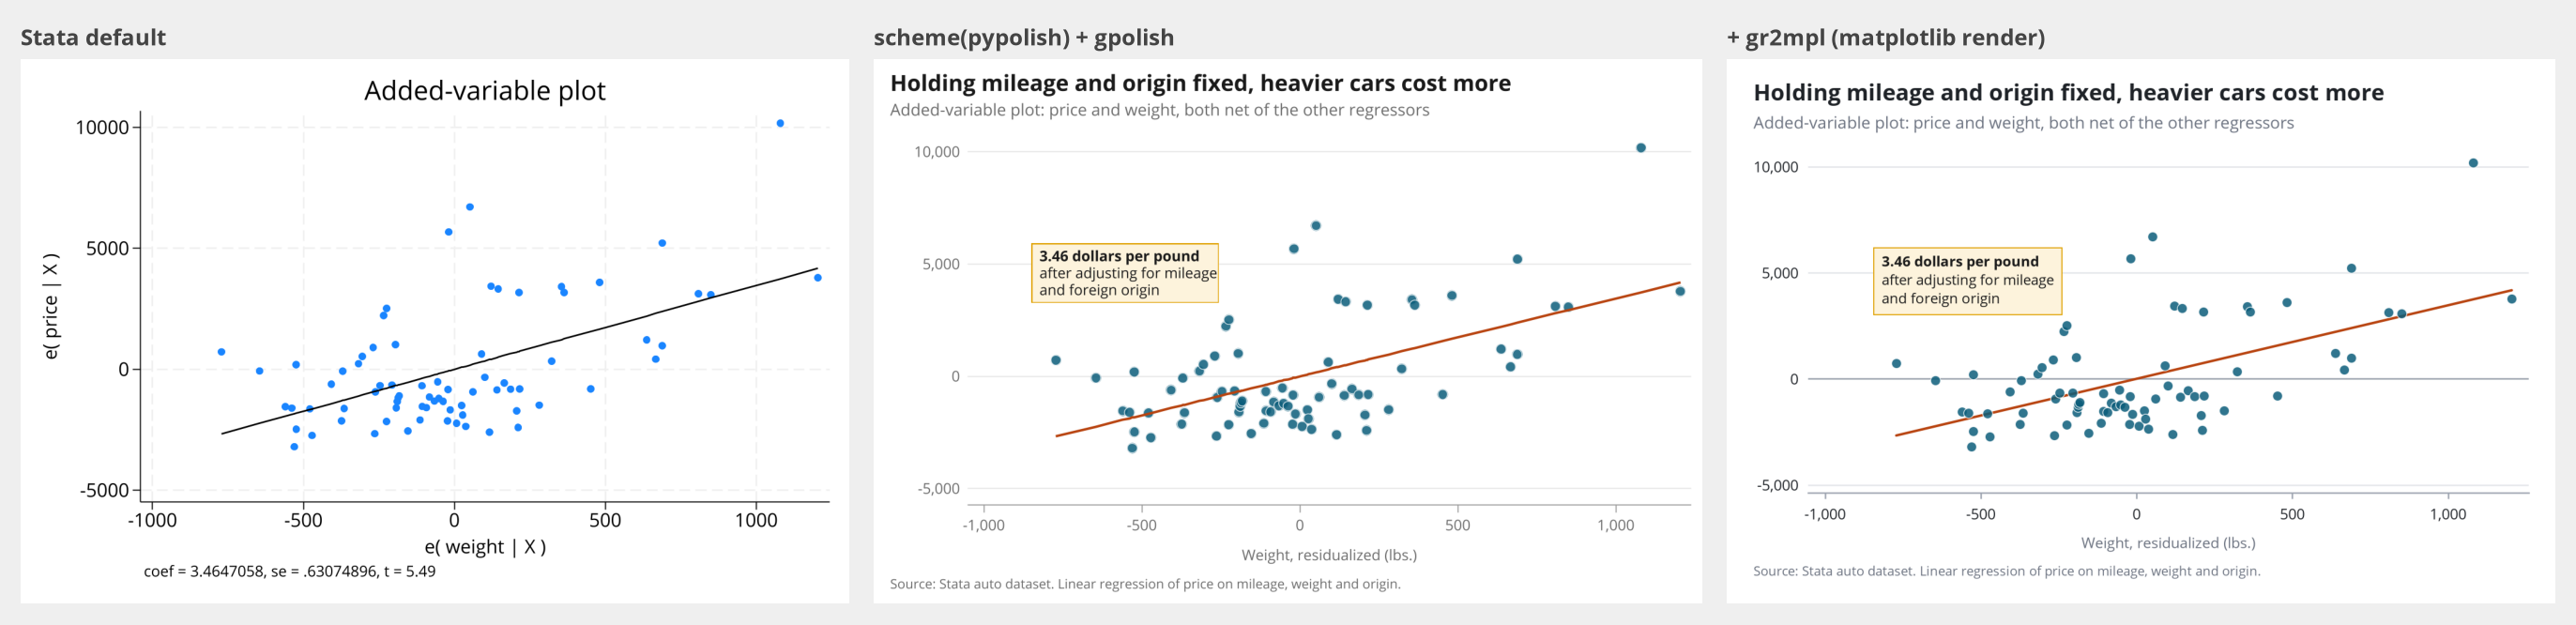 Stata default
Added-variable plot
10000
5000
0
-5000
e( price | X )
-1000 -500 0 500 1000
e( weight | X )
coef = 3.4647058, se = .63074896, t = 5.49
scheme(pypolish) + gpolish
Holding mileage and origin fixed, heavier cars cost more
Added-variable plot: price and weight, both net of the other regressors
10,000
5,000
0
-5,000
3.46 dollars per pound
after adjusting for mileage
and foreign origin
-1,000 -500 0 500 1,000
Weight, residualized (lbs.)
Source: Stata auto dataset. Linear regression of price on mileage, weight and origin.
+ gr2mpl (matplotlib render)
Holding mileage and origin fixed, heavier cars cost more
Added-variable plot: price and weight, both net of the other regressors
10,000
5,000
0
-5,000
3.46 dollars per pound
after adjusting for mileage
and foreign origin
-1,000 -500 0 500 1,000
Weight, residualized (lbs.)
Source: Stata auto dataset. Linear regression of price on mileage, weight and origin.